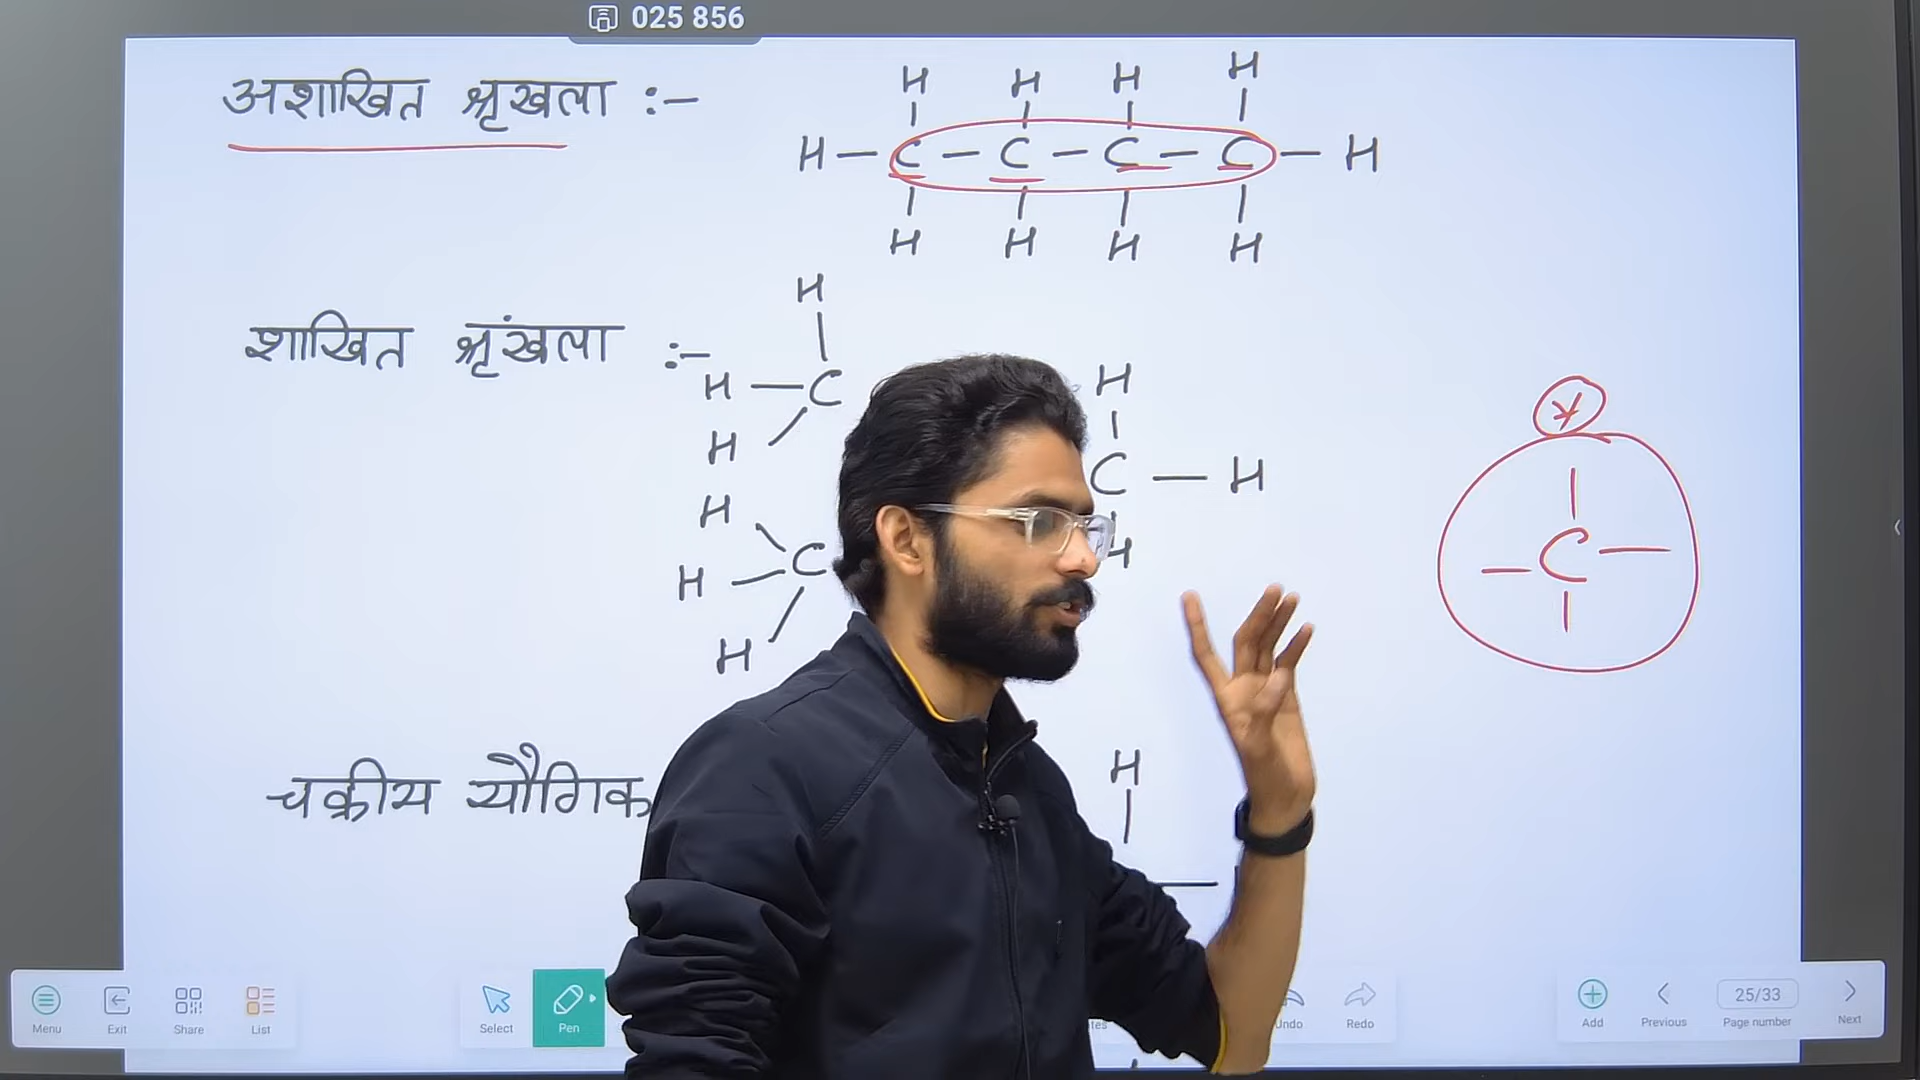 025 856
अशाखित श्रृखला :-
H H H H
H - C - C - C - C - H
H H H H
शाखित श्रृंखला :-
H
H - C
H
H
C - H
H
H
H - C
H
*
C
चक्रीय यौगिक
H
Menu Exit Share List Select Pen Undo Redo Add Previous 25/33 Page number Next